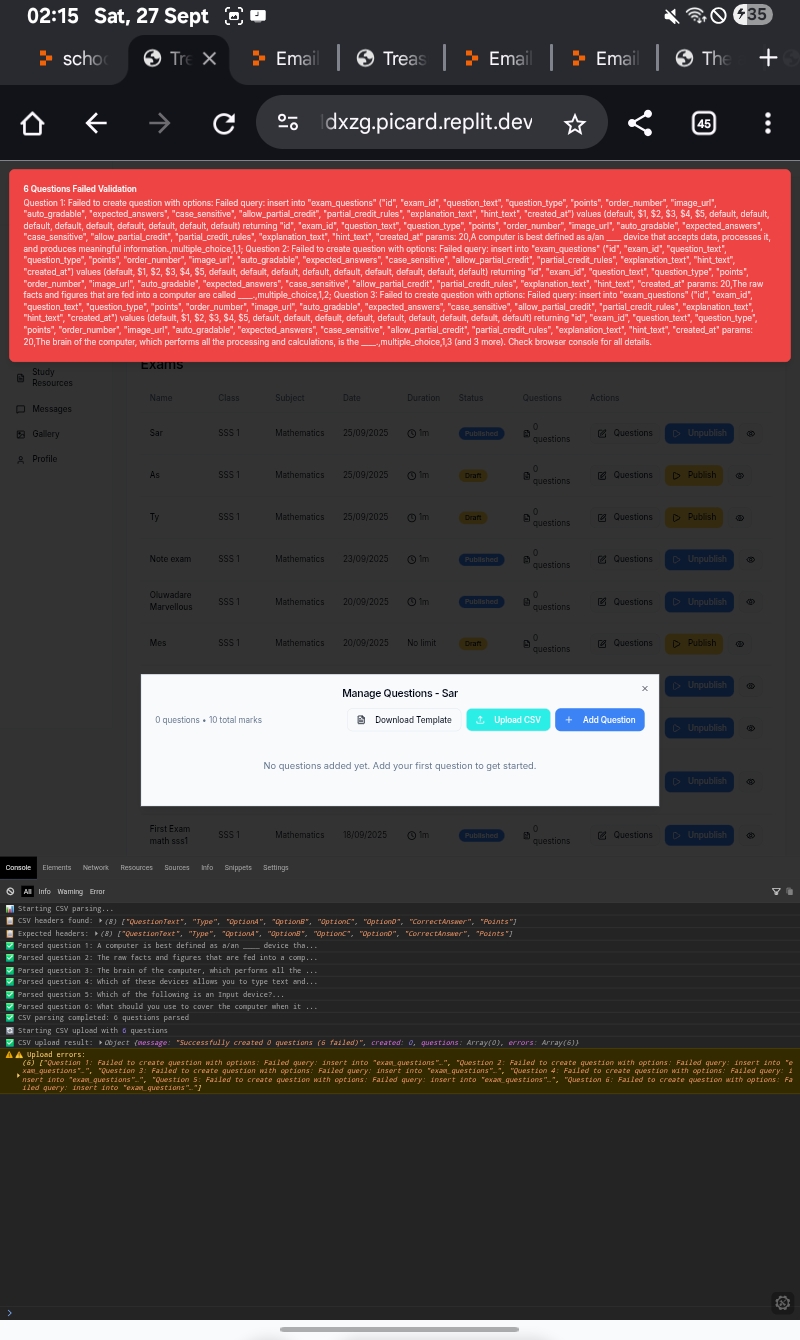 02:15 Sat, 27 Sept
35
schoo
Tre
Email
Treas
Email
Email
The
dxzg.picard.replit.dev
45
6 Questions Failed Validation
Question 1: Failed to create question with options: Failed query: insert into "exam_questions" ("id", "exam_id", "question_text", "question_type", "points", "order_number", "image_url",
"auto_gradable", "expected_answers", "case_sensitive", "allow_partial_credit", "partial_credit_rules", "explanation_text", "hint_text", "created_at") values (default, $1, $2, $3, $4, $5, default, default,
default, default, default, default, default, default, default) returning "id", "exam_id", "question_text", "question_type", "points", "order_number", "image_url", "auto_gradable", "expected_answers",
"case_sensitive", "allow_partial_credit", "partial_credit_rules", "explanation_text", "hint_text", "created_at" params: 20,A computer is best defined as a/an ____ device that accepts data, processes it,
and produces meaningful information.,multiple_choice,1,1; Question 2: Failed to create question with options: Failed query: insert into "exam_questions" ("id", "exam_id", "question_text",
"question_type", "points", "order_number", "image_url", "auto_gradable", "expected_answers", "case_sensitive", "allow_partial_credit", "partial_credit_rules", "explanation_text", "hint_text",
"created_at") values (default, $1, $2, $3, $4, $5, default, default, default, default, default, default, default, default, default) returning "id", "exam_id", "question_text", "question_type", "points",
"order_number", "image_url", "auto_gradable", "expected_answers", "case_sensitive", "allow_partial_credit", "partial_credit_rules", "explanation_text", "hint_text", "created_at" params: 20,The raw
facts and figures that are fed into a computer are called ____.,multiple_choice,1,2; Question 3: Failed to create question with options: Failed query: insert into "exam_questions" ("id", "exam_id",
"question_text", "question_type", "points", "order_number", "image_url", "auto_gradable", "expected_answers", "case_sensitive", "allow_partial_credit", "partial_credit_rules", "explanation_text",
"hint_text", "created_at") values (default, $1, $2, $3, $4, $5, default, default, default, default, default, default, default, default, default) returning "id", "exam_id", "question_text", "question_type",
"points", "order_number", "image_url", "auto_gradable", "expected_answers", "case_sensitive", "allow_partial_credit", "partial_credit_rules", "explanation_text", "hint_text", "created_at" params:
20,The brain of the computer, which performs all the processing and calculations, is the ____.,multiple_choice,1,3 (and 3 more). Check browser console for all details.
Exams
Study
Resources
Messages
Gallery
Profile
Name Class Subject Date Duration Status Questions Actions
Sar SSS 1 Mathematics 25/09/2025 1m Published 0 questions Questions Unpublish
As SSS 1 Mathematics 25/09/2025 1m Draft 0 questions Questions Publish
Ty SSS 1 Mathematics 25/09/2025 1m Draft 0 questions Questions Publish
Note exam SSS 1 Mathematics 23/09/2025 1m Published 0 questions Questions Unpublish
Oluwadare Marvellous SSS 1 Mathematics 20/09/2025 1m Published 0 questions Questions Unpublish
Mes SSS 1 Mathematics 20/09/2025 No limit Draft 0 questions Questions Publish
Unpublish
Manage Questions - Sar
×
0 questions • 10 total marks
Download Template
Upload CSV
+ Add Question
Unpublish
No questions added yet. Add your first question to get started.
Unpublish
First Exam math sss1 SSS 1 Mathematics 18/09/2025 1m Published 0 questions Questions Unpublish
Console Elements Network Resources Sources Info Snippets Settings
All Info Warning Error
Starting CSV parsing...
CSV headers found: (8) ["QuestionText", "Type", "OptionA", "OptionB", "OptionC", "OptionD", "CorrectAnswer", "Points"]
Expected headers: (8) ["QuestionText", "Type", "OptionA", "OptionB", "OptionC", "OptionD", "CorrectAnswer", "Points"]
Parsed question 1: A computer is best defined as a/an ____ device tha...
Parsed question 2: The raw facts and figures that are fed into a comp...
Parsed question 3: The brain of the computer, which performs all the ...
Parsed question 4: Which of these devices allows you to type text and...
Parsed question 5: Which of the following is an Input device?...
Parsed question 6: What should you use to cover the computer when it ...
CSV parsing completed: 6 questions parsed
Starting CSV upload with 6 questions
CSV upload result: Object {message: "Successfully created 0 questions (6 failed)", created: 0, questions: Array(0), errors: Array(6)}
Upload errors:
(6) ["Question 1: Failed to create question with options: Failed query: insert into "exam_questions"…", "Question 2: Failed to create question with options: Failed query: insert into "e
xam_questions"…", "Question 3: Failed to create question with options: Failed query: insert into "exam_questions"…", "Question 4: Failed to create question with options: Failed query: i
nsert into "exam_questions"…", "Question 5: Failed to create question with options: Failed query: insert into "exam_questions"…", "Question 6: Failed to create question with options: Fa
iled query: insert into "exam_questions"…"]